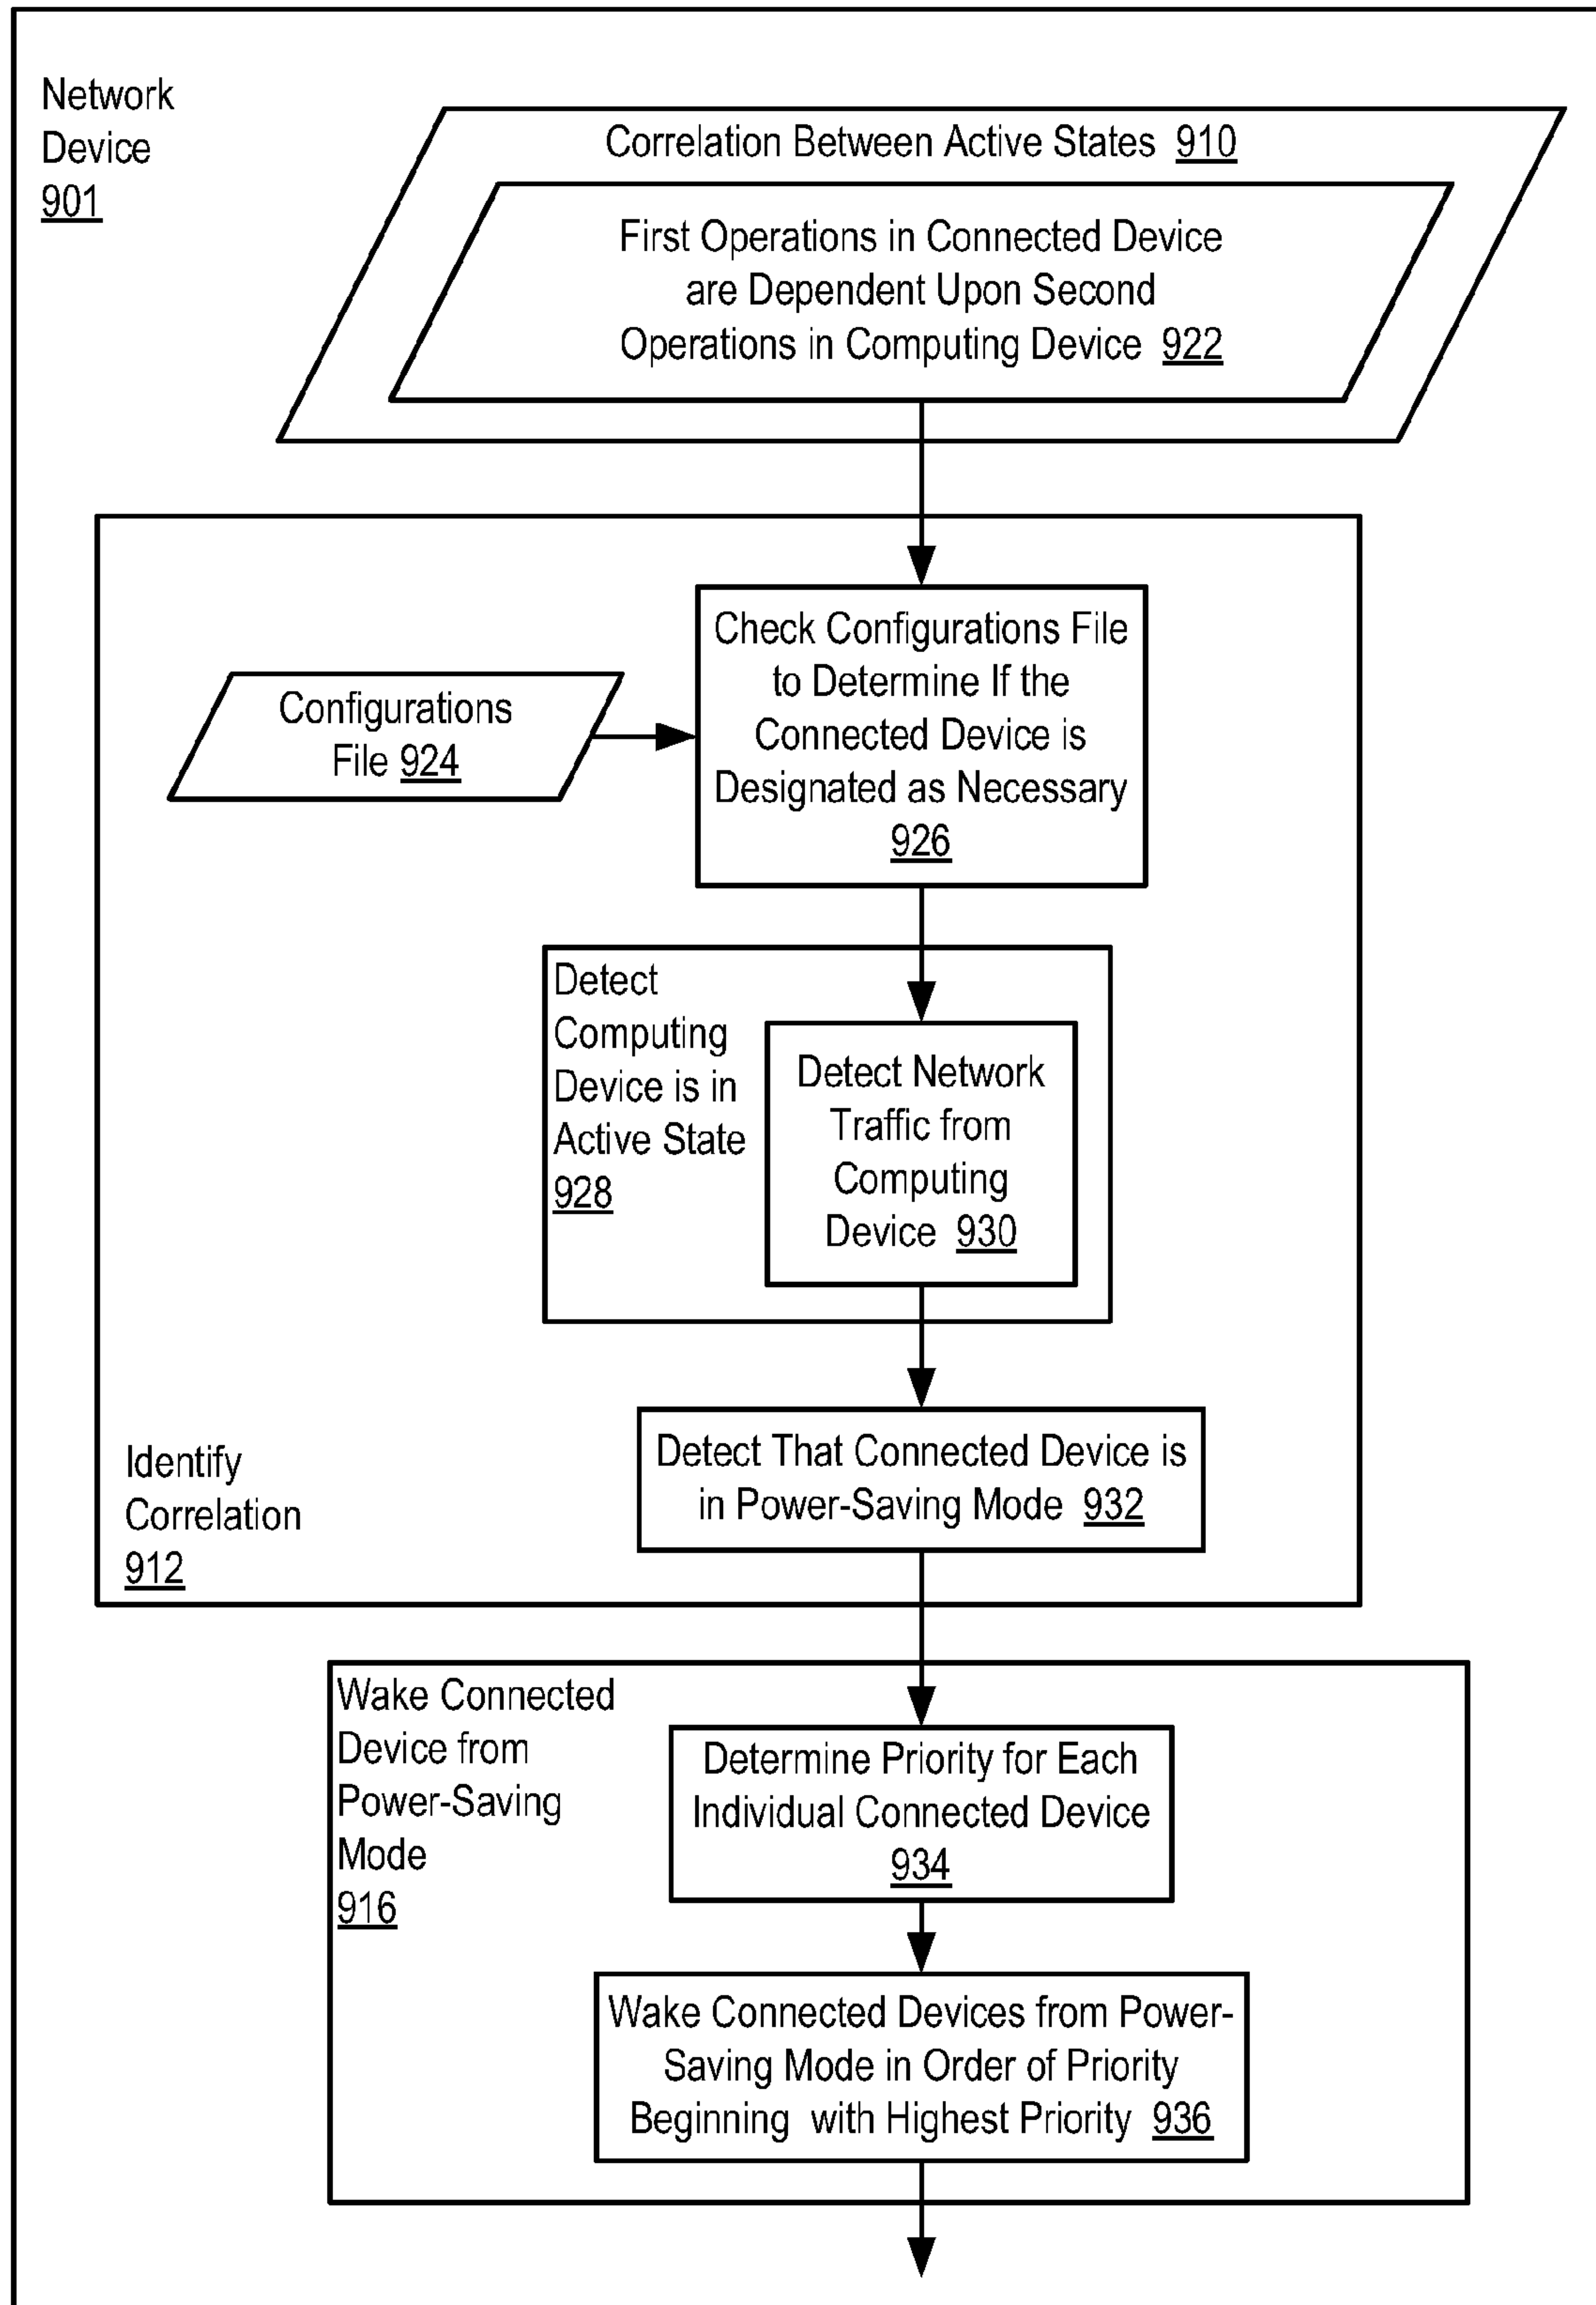 Network
Device
901
Correlation Between Active States 910
First Operations in Connected Device
are Dependent Upon Second
Operations in Computing Device 922
Check Configurations File
to Determine If the
Connected Device is
Designated as Necessary
926
Configurations
File 924
Detect
Computing
Device is in
Active State
928
Detect Network
Traffic from
Computing
Device 930
Detect That Connected Device is
in Power-Saving Mode 932
Identify
Correlation
912
Wake Connected
Device from
Power-Saving
Mode
916
Determine Priority for Each
Individual Connected Device
934
Wake Connected Devices from Power-
Saving Mode in Order of Priority
Beginning with Highest Priority 936